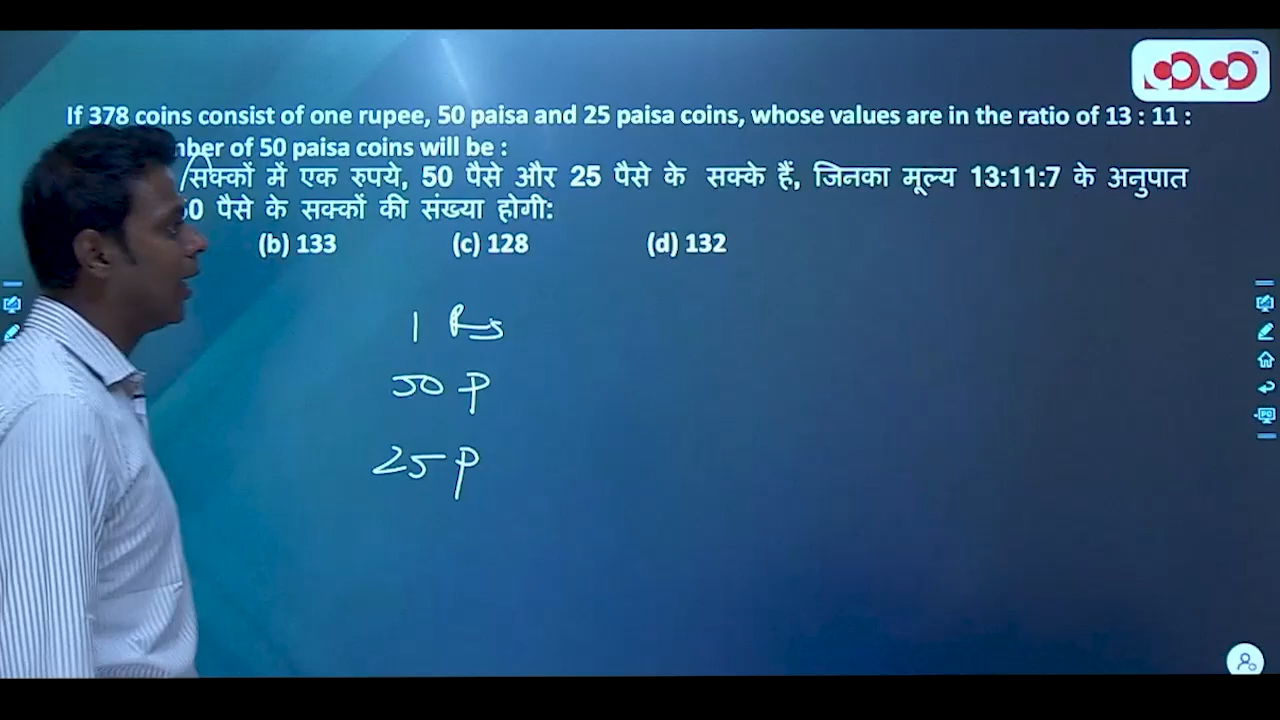 If 378 coins consist of one rupee, 50 paisa and 25 paisa coins, whose values are in the ratio of 13 : 11 :
of 50 paisa coins will be :
सक्कों में एक रुपये, 50 पैसे और 25 पैसे के सक्के हैं, जिनका मूल्य 13:11:7 के अनुपात
पैसे के सक्कों की संख्या होगी:
(b) 133 (c) 128 (d) 132
1 Rs
50 P
25 P